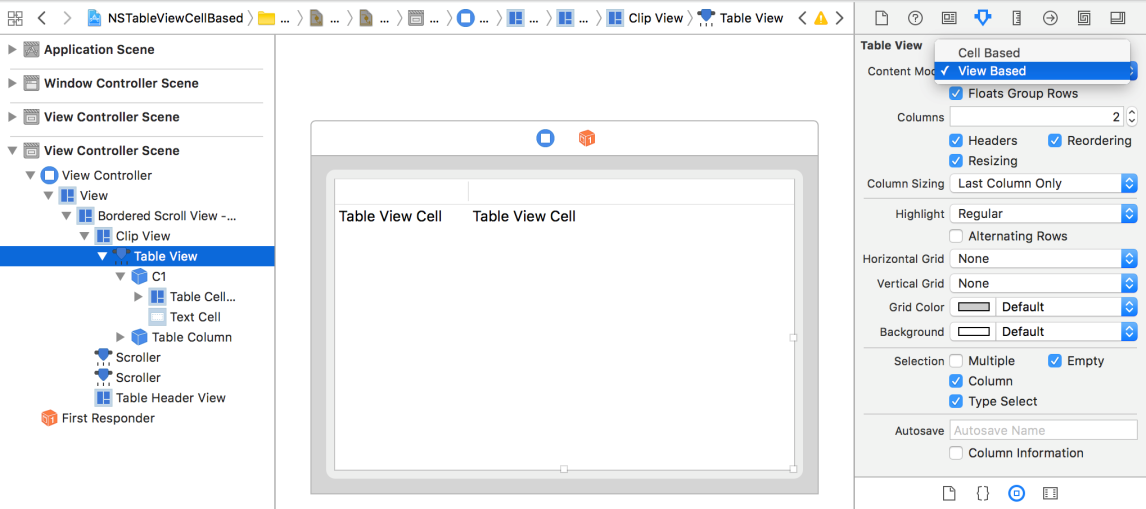 NSTableViewCellBased ... ... ... ... ... ... ... Clip View Table View
Application Scene
Window Controller Scene
View Controller Scene
View Controller Scene
View Controller
View
Bordered Scroll View -...
Clip View
Table View
C1
Table Cell...
Text Cell
Table Column
Scroller
Scroller
Table Header View
First Responder
Table View Cell Table View Cell
Table View
Cell Based
Content Mod View Based
Floats Group Rows
Columns 2
Headers Reordering
Resizing
Column Sizing Last Column Only
Highlight Regular
Alternating Rows
Horizontal Grid None
Vertical Grid None
Grid Color Default
Background Default
Selection Multiple Empty
Column
Type Select
Autosave Autosave Name
Column Information